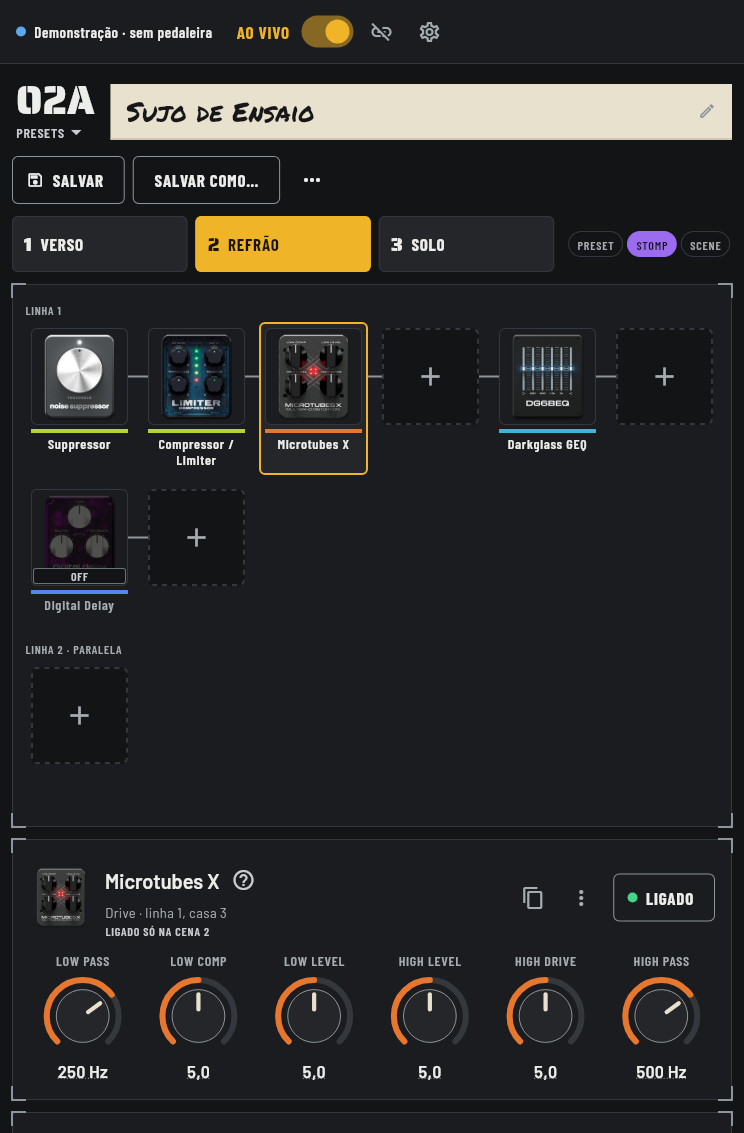 Demonstração · sem pedaleira AO VIVO
02A
Sujo de Ensaio
PRESETS
SALVAR SALVAR COMO... ...
1 VERSO 2 REFRÃO 3 SOLO PRESET STOMP SCENE
LINHA 1
THRESHOLD
noise suppressor
LIMITER
COMPRESSOR
MICROTUBES X
DG6BEQ
Suppressor Compressor / Limiter Microtubes X Darkglass GEQ
OFF
Digital Delay
LINHA 2 · PARALELA
Microtubes X
Drive · linha 1, casa 3
LIGADO SÓ NA CENA 2
LIGADO
LOW PASS LOW COMP LOW LEVEL HIGH LEVEL HIGH DRIVE HIGH PASS
250 Hz 5,0 5,0 5,0 5,0 500 Hz